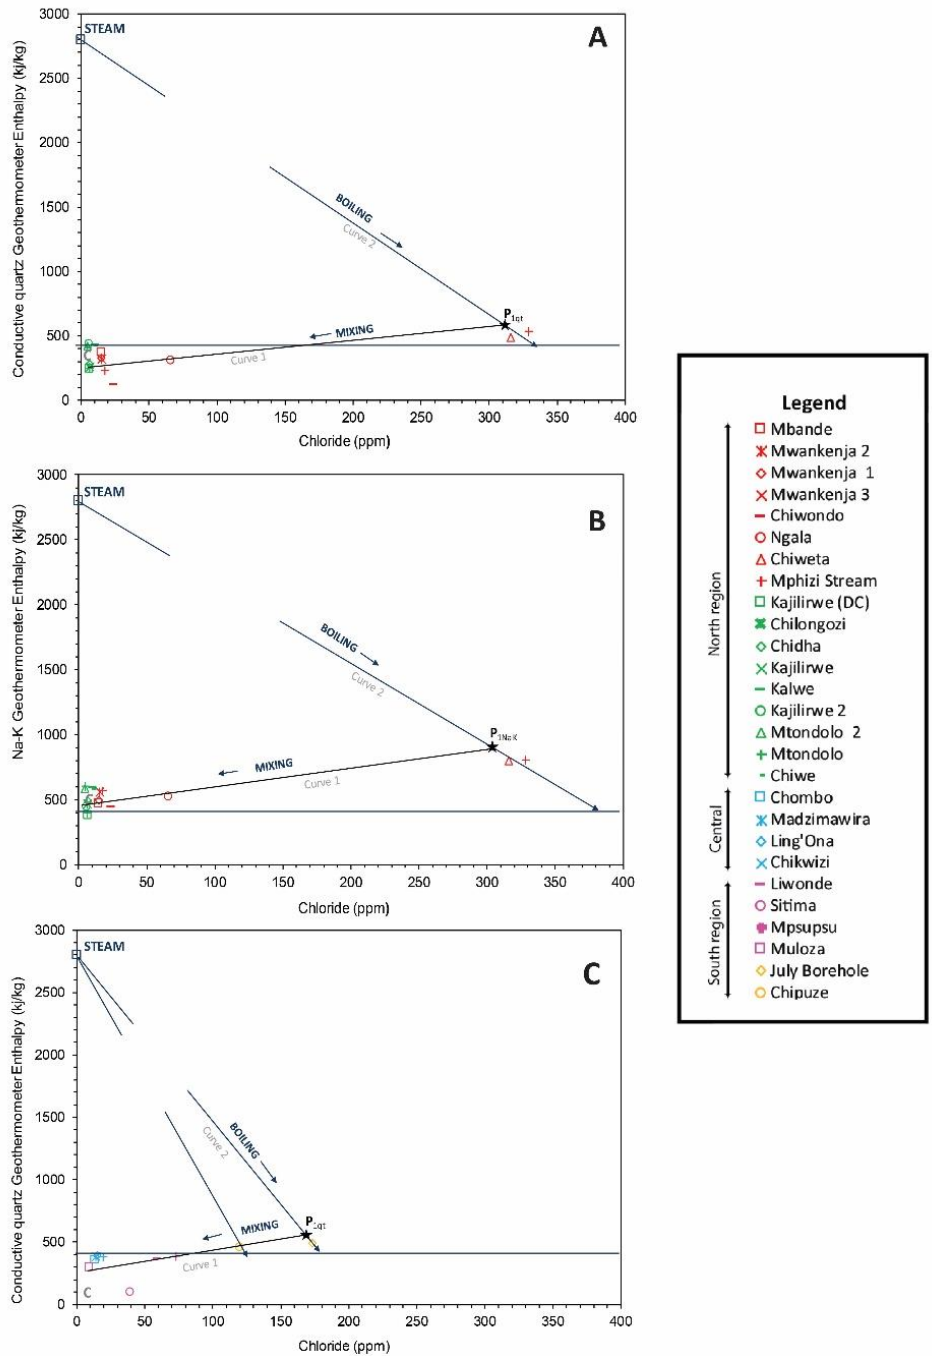 A
STEAM
3000
2500
2000
1500
1000
500
0
Conductive quartz Geothermometer Enthalpy (kj/kg)
BOILING
Curve 2
P1qt
MIXING
Curve 1
0 50 100 150 200 250 300 350 400
Chloride (ppm)
B
STEAM
3000
2500
2000
1500
1000
500
0
Na-K Geothermometer Enthalpy (kj/kg)
BOILING
Curve 2
P1NaK
MIXING
Curve 1
0 50 100 150 200 250 300 350 400
Chloride (ppm)
C
STEAM
3000
2500
2000
1500
1000
500
0
Conductive quartz Geothermometer Enthalpy (kj/kg)
BOILING
Curve 2
P1qt
MIXING
Curve 1
C
0 50 100 150 200 250 300 350 400
Chloride (ppm)
Legend
North region
Mbande
Mwankenja 2
Mwankenja 1
Mwankenja 3
Chiwondo
Ngala
Chiweta
Mphizi Stream
Kajilirwe (DC)
Chilongozi
Chidha
Kajilirwe
Kalwe
Kajilirwe 2
Mtondolo 2
Mtondolo
Chiwe
Central
Chombo
Madzimawira
Ling'Ona
Chikwizi
South region
Liwonde
Sitima
Mpsupsu
Muloza
July Borehole
Chipuze